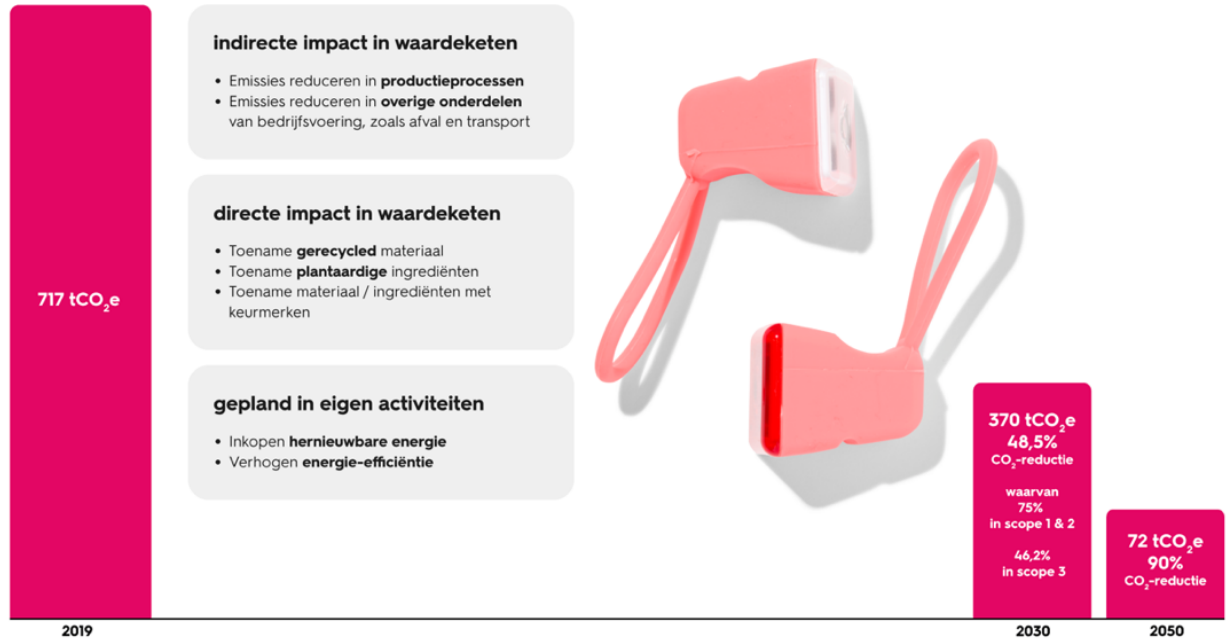 717 tCO₂e
indirecte impact in waardeketen
• Emissies reduceren in productieprocessen
• Emissies reduceren in overige onderdelen
van bedrijfsvoering, zoals afval en transport
directe impact in waardeketen
• Toename gerecycled materiaal
• Toename plantaardige ingrediënten
• Toename materiaal / ingrediënten met
keurmerken
gepland in eigen activiteiten
• Inkopen hernieuwbare energie
• Verhogen energie-efficiëntie
370 tCO₂e
48,5%
CO₂-reductie
waarvan
75%
in scope 1 & 2
46,2%
in scope 3
72 tCO₂e
90%
CO₂-reductie
2019
2030
2050